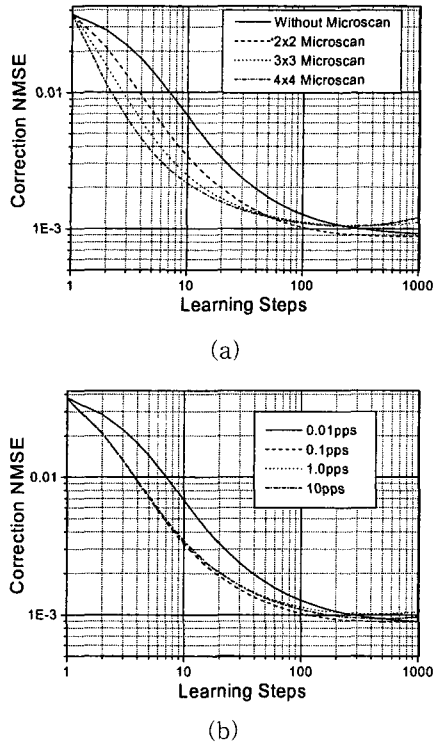 Without Microscan
2x2 Microscan
3x3 Microscan
4x4 Microscan
0.01
1E-3
Correction NMSE
1 10 100 1000
Learning Steps
(a)
0.01pps
0.1pps
1.0pps
10pps
0.01
1E-3
Correction NMSE
1 10 100 1000
Learning Steps
(b)